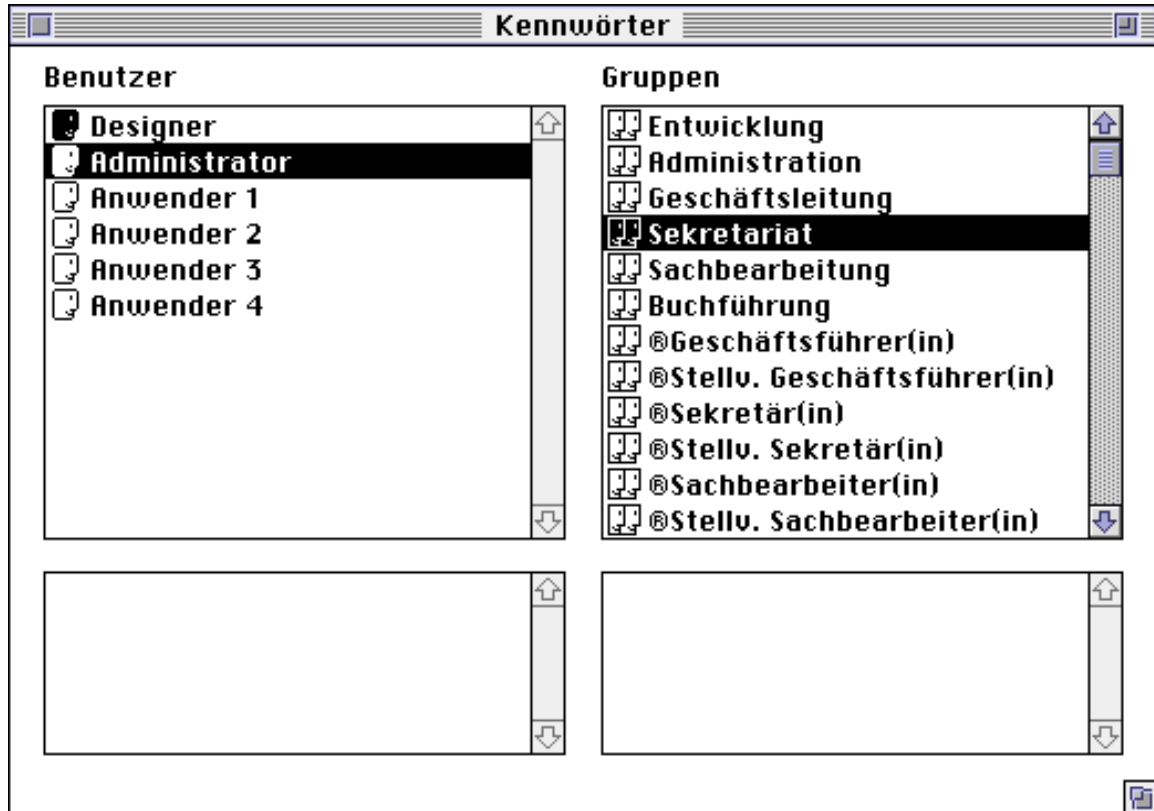 Kennwörter
Benutzer
Designer
Administrator
Anwender 1
Anwender 2
Anwender 3
Anwender 4
Gruppen
Entwicklung
Administration
Geschäftsleitung
Sekretariat
Sachbearbeitung
Buchführung
®Geschäftsführer(in)
®Stellv. Geschäftsführer(in)
®Sekretär(in)
®Stellv. Sekretär(in)
®Sachbearbeiter(in)
®Stellv. Sachbearbeiter(in)